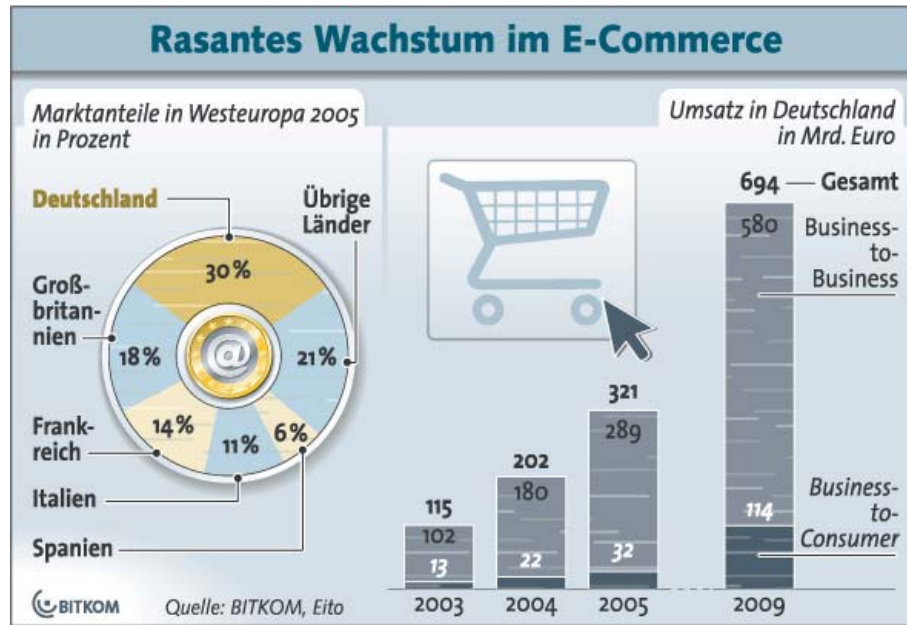 Rasantes Wachstum im E-Commerce
Marktanteile in Westeuropa 2005
in Prozent
Deutschland
Übrige
Länder
30%
Groß-
britan-
nien
18%
@
21%
14%
11%
6%
Frank-
reich
Italien
Spanien
BITKOM
Quelle: BITKOM, Eito
Umsatz in Deutschland
in Mrd. Euro
694
Gesamt
580
Business-
to-
Business
321
289
202
180
115
102
13
22
32
114
Business-
to-
Consumer
2003
2004
2005
2009